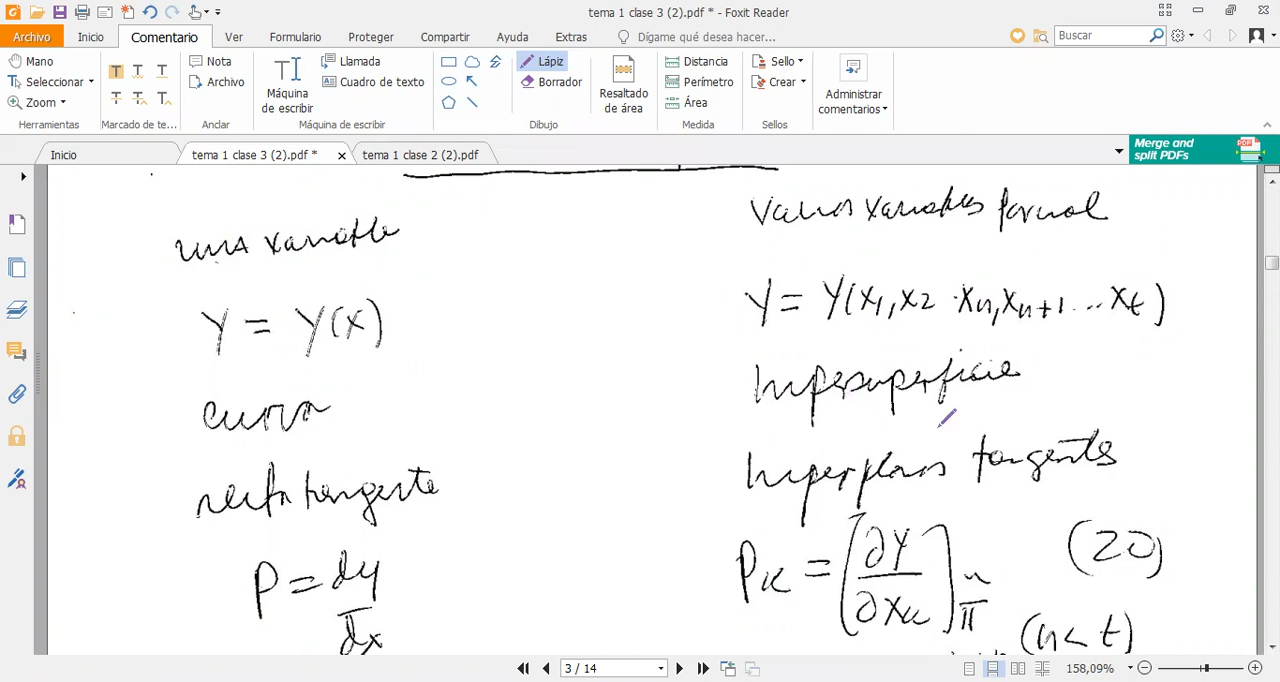 tema 1 clase 3 (2).pdf * - Foxit Reader
Archivo Inicio Comentario Ver Formulario Proteger Compartir Ayuda Extras Dígame qué desea hacer... Buscar
Mano
Seleccionar
Zoom
Herramientas
T T T
T T T
Marcado de te...
Nota
Archivo
Anclar
Máquina de escribir
Llamada
Cuadro de texto
Máquina de escribir
Lápiz
Borrador
Dibujo
Resaltado de área
Distancia
Perímetro
Área
Medida
Sello
Crear
Sellos
Administrar comentarios
Inicio
tema 1 clase 3 (2).pdf *
tema 1 clase 2 (2).pdf
Merge and
split PDFs
una variable
Y = Y(x)
curva
recta tangente
P = dy/dx
varias variables formal
Y = Y(x1, x2 ... xn, xn+1 ... xt)
hipersuperficie
hiperplanos tangentes
Pk = (∂Y/∂xk)
(20)
(n < t)
3 / 14
158,09%